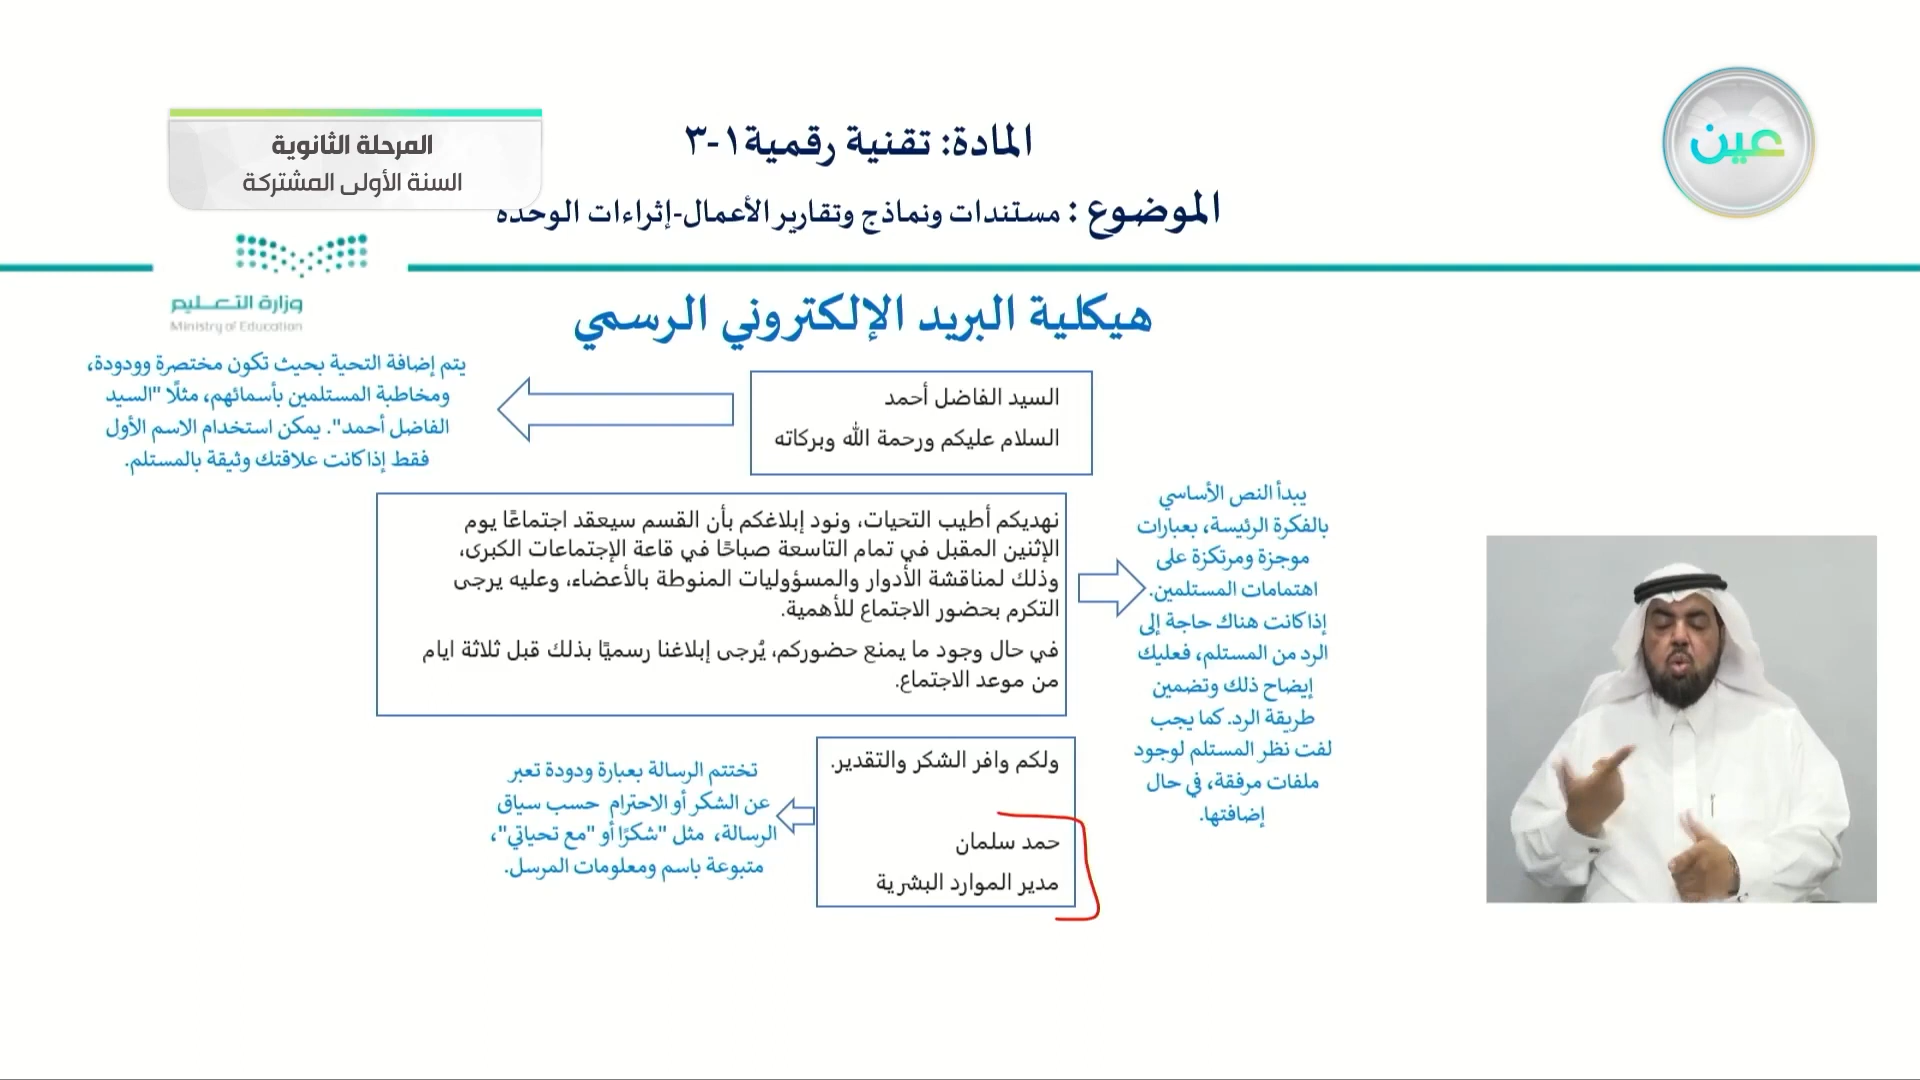 عين
المادة: تقنية رقمية١-٣
المرحلة الثانوية
السنة الأولى المشتركة
الموضوع : مستندات ونماذج وتقارير الأعمال-إثراءات الوحدة
وزارة التعليم
Ministry of Education
هيكلية البريد الإلكتروني الرسمي
السيد الفاضل أحمد
السلام عليكم ورحمة الله وبركاته
يتم إضافة التحية بحيث تكون مختصرة وودودة،
ومخاطبة المستلمين بأسمائهم، مثلًا "السيد
الفاضل أحمد". يمكن استخدام الاسم الأول
فقط إذا كانت علاقتك وثيقة بالمستلم.
يبدأ النص الأساسي
بالفكرة الرئيسة، بعبارات
موجزة ومرتكزة على
اهتمامات المستلمين.
إذا كانت هناك حاجة إلى
الرد من المستلم، فعليك
إيضاح ذلك وتضمين
طريقة الرد. كما يجب
لفت نظر المستلم لوجود
ملفات مرفقة، في حال
إضافتها.
نهديكم أطيب التحيات، ونود إبلاغكم بأن القسم سيعقد اجتماعًا يوم
الإثنين المقبل في تمام التاسعة صباحًا في قاعة الإجتماعات الكبرى،
وذلك لمناقشة الأدوار والمسؤوليات المنوطة بالأعضاء، وعليه يرجى
التكرم بحضور الاجتماع للأهمية.
في حال وجود ما يمنع حضوركم، يُرجى إبلاغنا رسميًا بذلك قبل ثلاثة ايام
من موعد الاجتماع.
ولكم وافر الشكر والتقدير.
حمد سلمان
مدير الموارد البشرية
تختتم الرسالة بعبارة ودودة تعبر
عن الشكر أو الاحترام حسب سياق
الرسالة، مثل "شكرًا أو "مع تحياتي"،
متبوعة باسم ومعلومات المرسل.